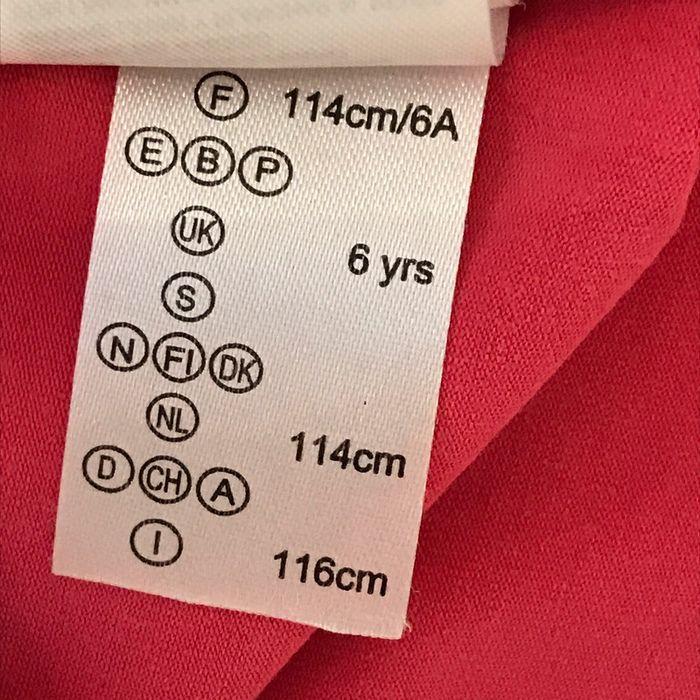 F 114cm/6A
E B P
UK 6 yrs
S
N FI DK
NL 114cm
D CH A
I 116cm